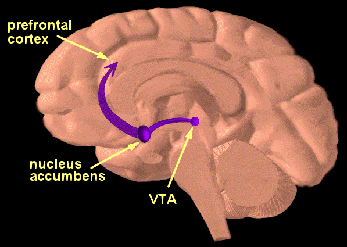 prefrontal
cortex
nucleus
accumbens
VTA